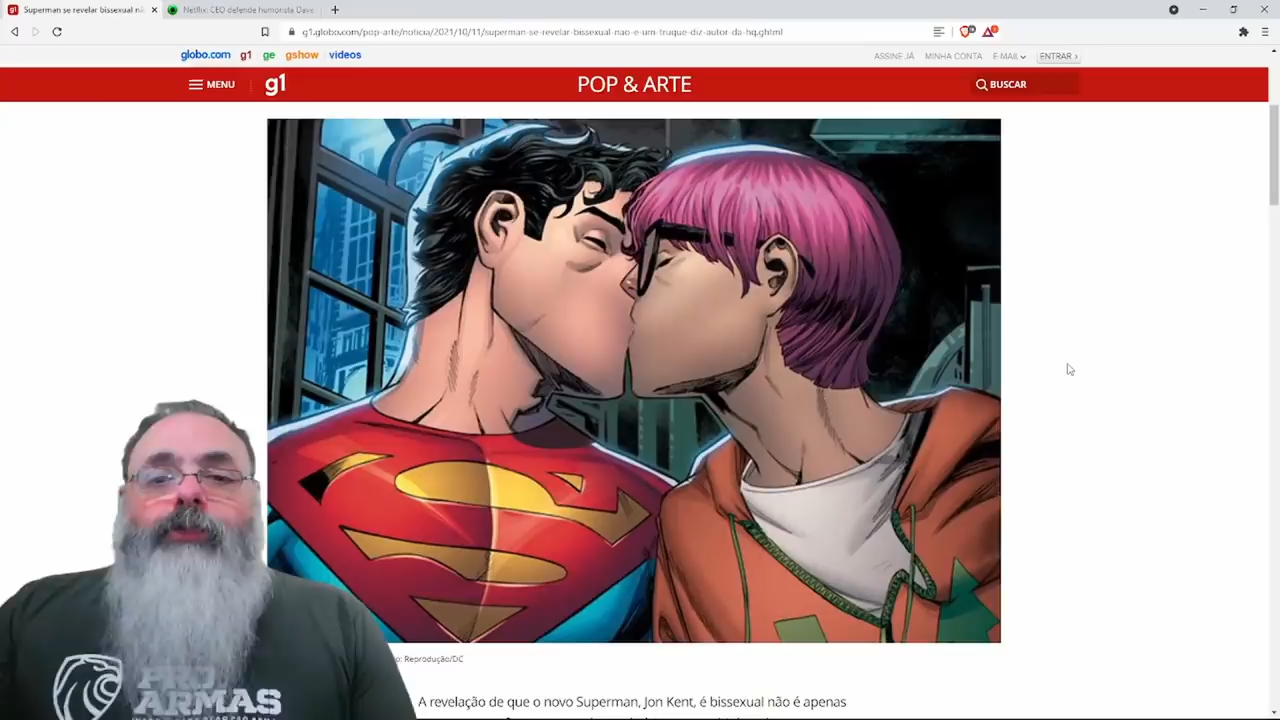 Superman se revelar bissexual nã
Netflix: CEO defende humorista Dave
g1.globo.com/pop-arte/noticia/2021/10/11/superman-se-revelar-bissexual-nao-e-um-truque-diz-autor-da-hq.ghtml
globo.com g1 ge gshow videos
ASSINE JÁ MINHA CONTA E-MAIL ENTRAR
MENU g1 POP & ARTE BUSCAR
o: Reprodução/DC
A revelação de que o novo Superman, Jon Kent, é bissexual não é apenas
PRO
ARMAS